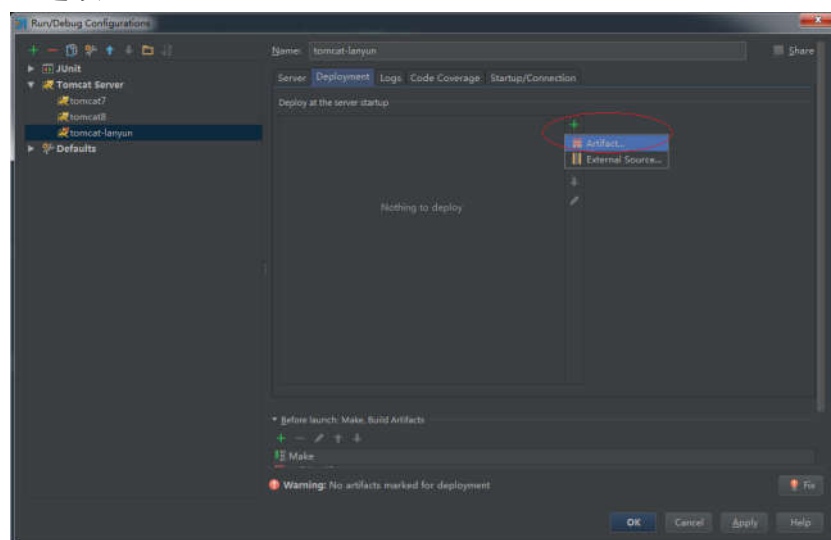 Run/Debug Configurations
Name: tomcat-lanyun
Share
JUnit
Tomcat Server
tomcat7
tomcat8
tomcat-lanyun
Defaults
Server Deployment Logs Code Coverage Startup/Connection
Deploy at the server startup
Artifact...
External Source...
Nothing to deploy
Before launch: Make, Build Artifacts
Make
Warning: No artifacts marked for deployment
Fix
OK Cancel Apply Help